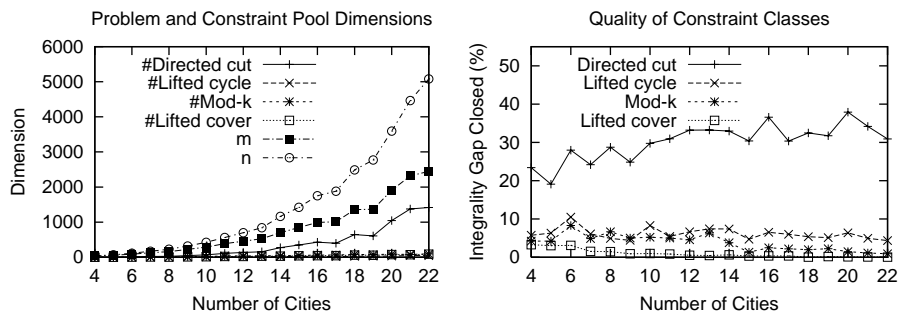 Problem and Constraint Pool Dimensions
Dimension
6000
5000
4000
3000
2000
1000
0
#Directed cut
#Lifted cycle
#Mod-k
#Lifted cover
m
n
4 6 8 10 12 14 16 18 20 22
Number of Cities
Quality of Constraint Classes
Integrality Gap Closed (%)
50
40
30
20
10
0
Directed cut
Lifted cycle
Mod-k
Lifted cover
4 6 8 10 12 14 16 18 20 22
Number of Cities